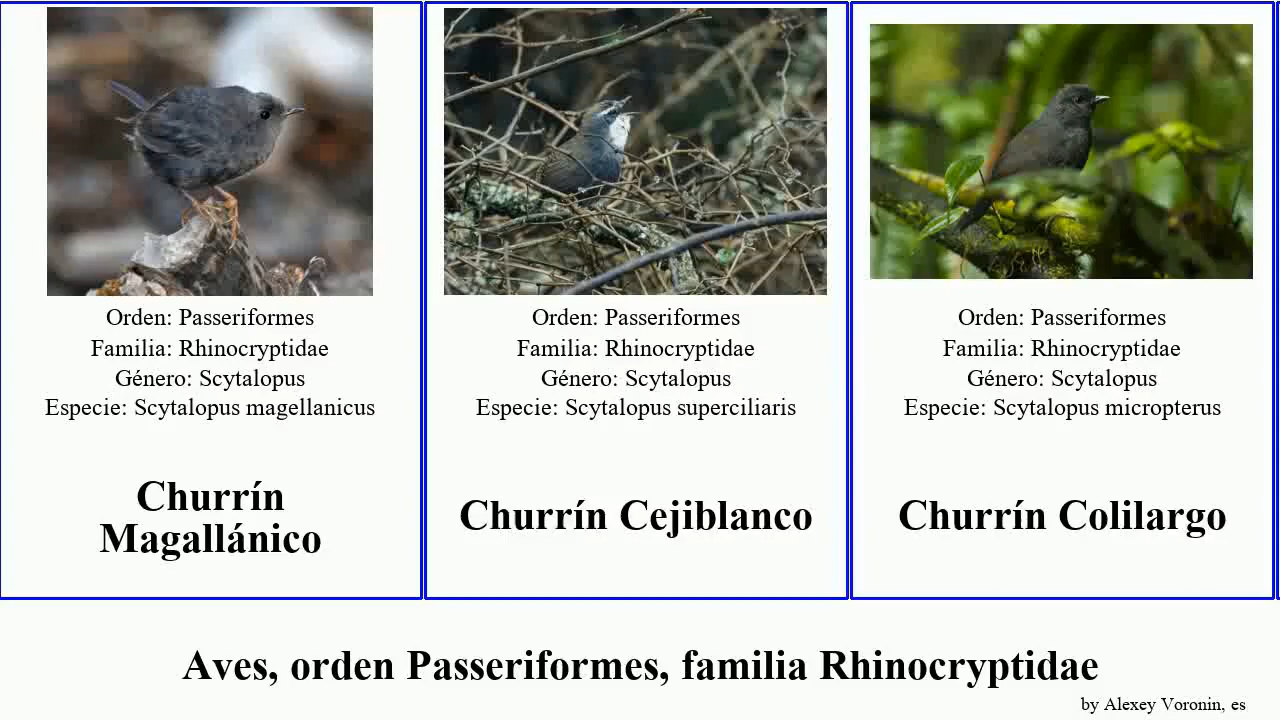 Orden: Passeriformes
Familia: Rhinocryptidae
Género: Scytalopus
Especie: Scytalopus magellanicus
Churrín
Magallánico
Orden: Passeriformes
Familia: Rhinocryptidae
Género: Scytalopus
Especie: Scytalopus superciliaris
Churrín Cejiblanco
Orden: Passeriformes
Familia: Rhinocryptidae
Género: Scytalopus
Especie: Scytalopus micropterus
Churrín Colilargo
Aves, orden Passeriformes, familia Rhinocryptidae
by Alexey Voronin, es